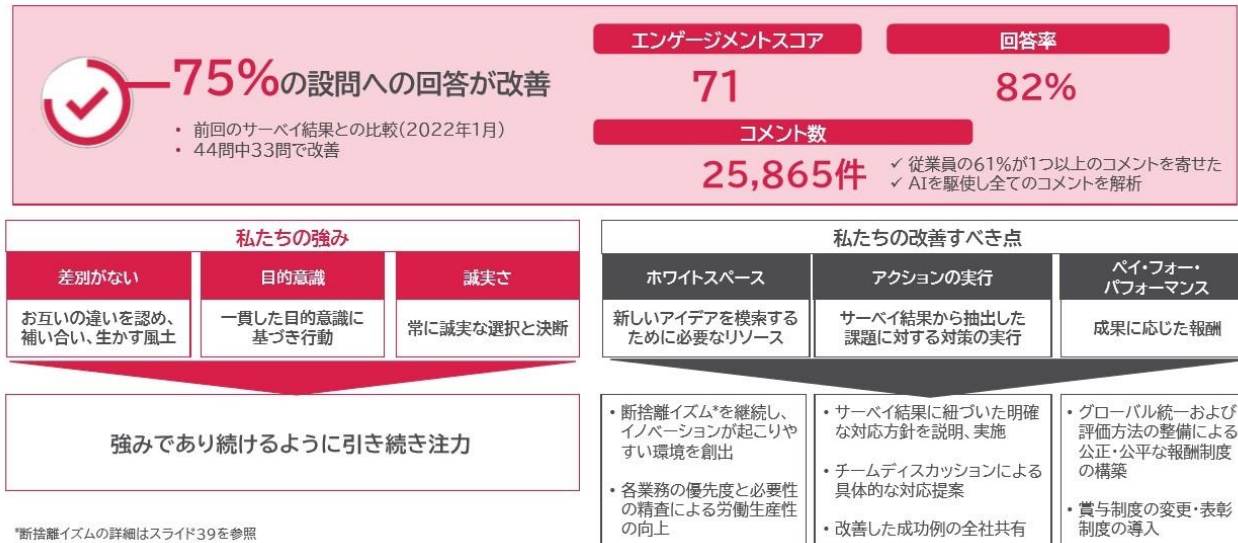 75%の設問への回答が改善
• 前回のサーベイ結果との比較(2022年1月)
• 44問中33問で改善
エンゲージメントスコア
71
回答率
82%
コメント数
25,865件
✓ 従業員の61%が1つ以上のコメントを寄せた
✓ AIを駆使し全てのコメントを解析
私たちの強み
差別がない
お互いの違いを認め、
補い合い、生かす風土
目的意識
一貫した目的意識に
基づき行動
誠実さ
常に誠実な選択と決断
強みであり続けるように引き続き注力
私たちの改善すべき点
ホワイトスペース
新しいアイデアを模索する
ために必要なリソース
アクションの実行
サーベイ結果から抽出した
課題に対する対策の実行
ペイ・フォー・
パフォーマンス
成果に応じた報酬
• 断捨離イズム*を継続し、
イノベーションが起こりや
すい環境を創出
• 各業務の優先度と必要性
の精査による労働生産性
の向上
• サーベイ結果に紐づいた明確
な対応方針を説明、実施
• チームディスカッションによる
具体的な対応提案
• 改善した成功例の全社共有
• グローバル統一および
評価方法の整備による
公正・公平な報酬制度
の構築
• 賞与制度の変更・表彰
制度の導入
*断捨離イズムの詳細はスライド39を参照